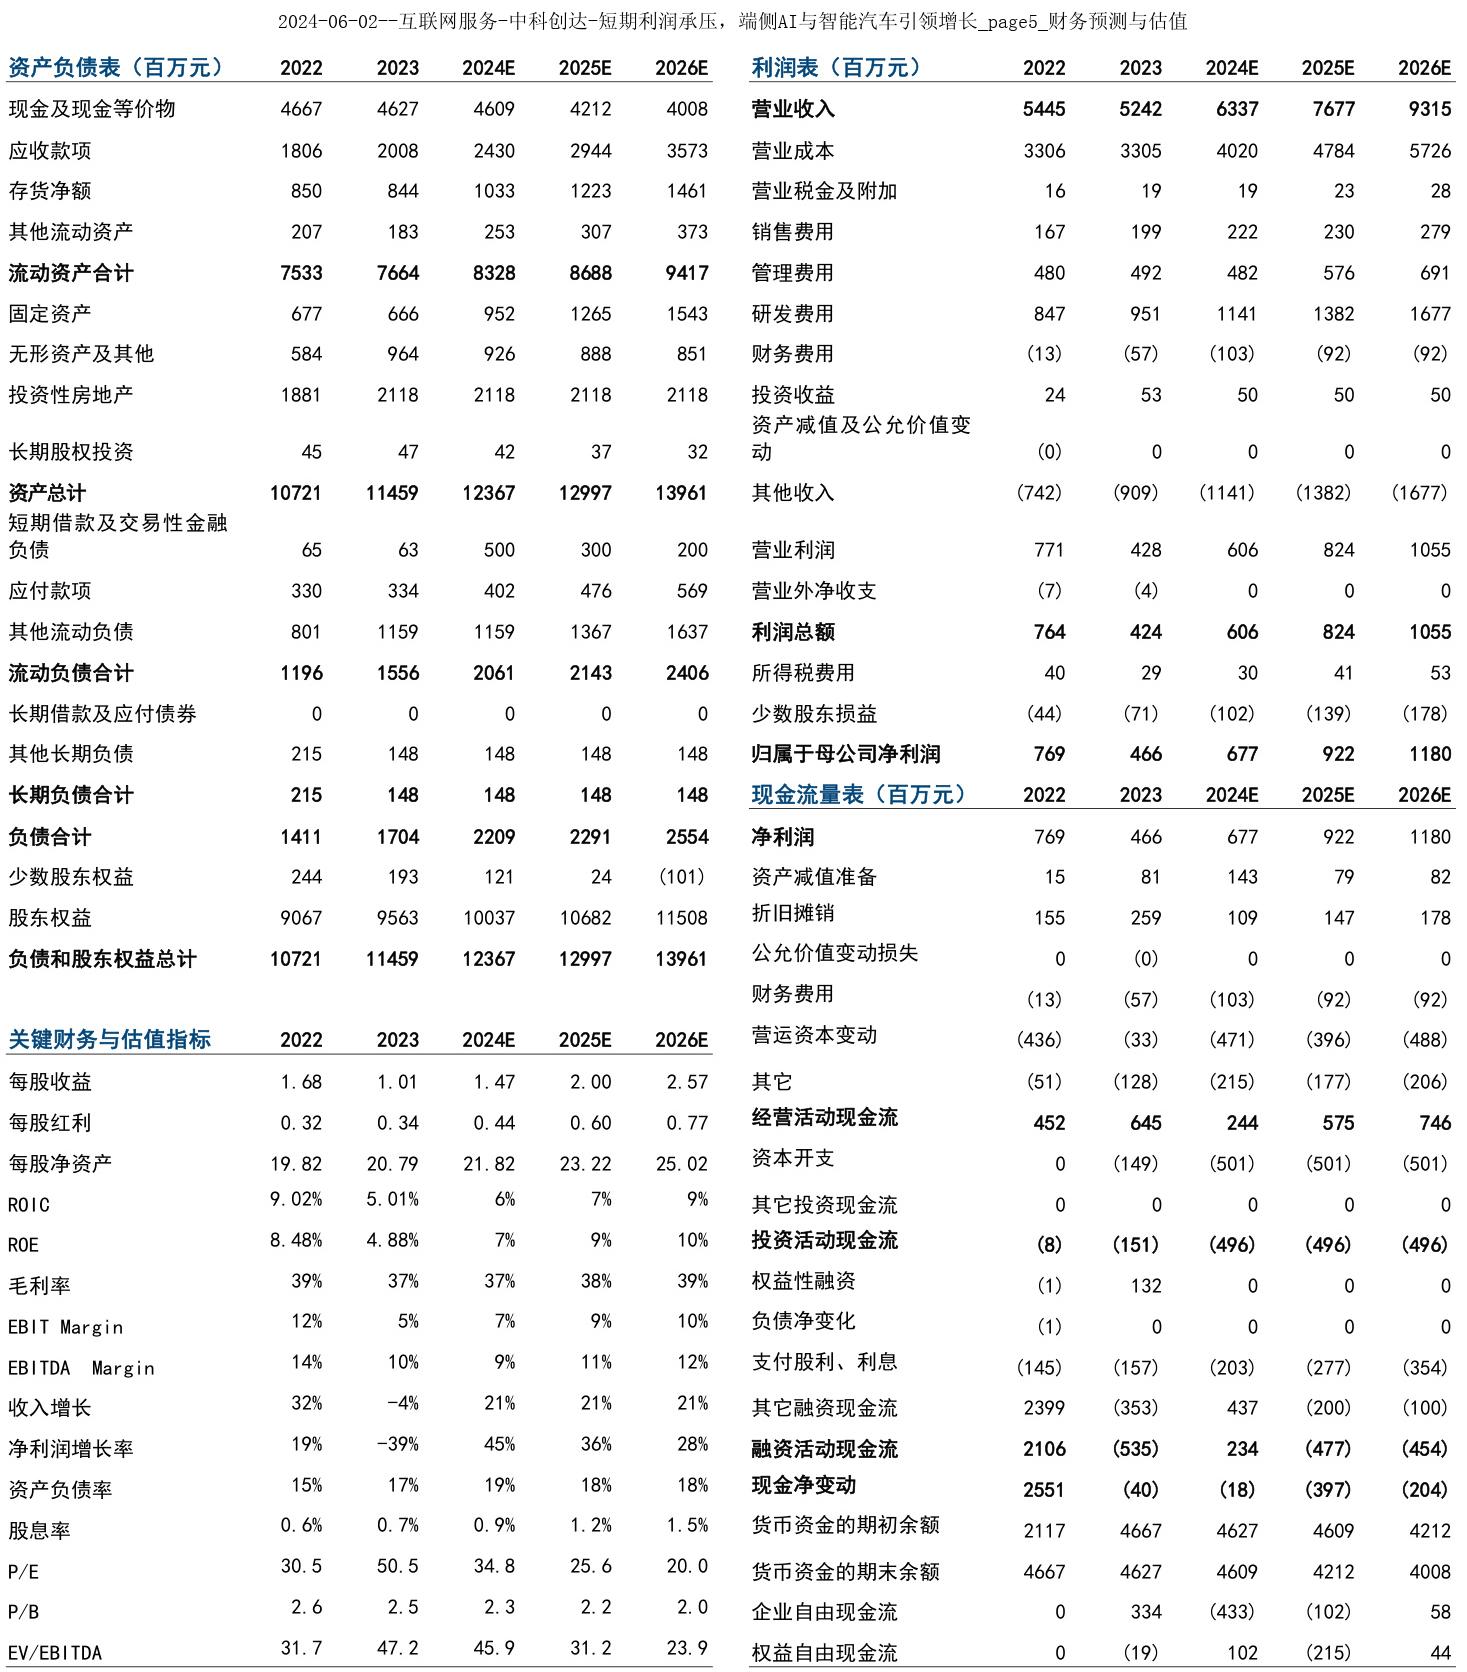 2024-06-02--互联网服务-中科创达-短期利润承压，端侧AI与智能汽车引领增长_page5_财务预测与估值
资产负债表（百万元） 2022 2023 2024E 2025E 2026E
现金及现金等价物 4667 4627 4609 4212 4008
应收款项 1806 2008 2430 2944 3573
存货净额 850 844 1033 1223 1461
其他流动资产 207 183 253 307 373
流动资产合计 7533 7664 8328 8688 9417
固定资产 677 666 952 1265 1543
无形资产及其他 584 964 926 888 851
投资性房地产 1881 2118 2118 2118 2118
长期股权投资 45 47 42 37 32
资产总计 10721 11459 12367 12997 13961
短期借款及交易性金融
负债 65 63 500 300 200
应付款项 330 334 402 476 569
其他流动负债 801 1159 1159 1367 1637
流动负债合计 1196 1556 2061 2143 2406
长期借款及应付债券 0 0 0 0 0
其他长期负债 215 148 148 148 148
长期负债合计 215 148 148 148 148
负债合计 1411 1704 2209 2291 2554
少数股东权益 244 193 121 24 (101)
股东权益 9067 9563 10037 10682 11508
负债和股东权益总计 10721 11459 12367 12997 13961
关键财务与估值指标 2022 2023 2024E 2025E 2026E
每股收益 1.68 1.01 1.47 2.00 2.57
每股红利 0.32 0.34 0.44 0.60 0.77
每股净资产 19.82 20.79 21.82 23.22 25.02
ROIC 9.02% 5.01% 6% 7% 9%
ROE 8.48% 4.88% 7% 9% 10%
毛利率 39% 37% 37% 38% 39%
EBIT Margin 12% 5% 7% 9% 10%
EBITDA Margin 14% 10% 9% 11% 12%
收入增长 32% -4% 21% 21% 21%
净利润增长率 19% -39% 45% 36% 28%
资产负债率 15% 17% 19% 18% 18%
股息率 0.6% 0.7% 0.9% 1.2% 1.5%
P/E 30.5 50.5 34.8 25.6 20.0
P/B 2.6 2.5 2.3 2.2 2.0
EV/EBITDA 31.7 47.2 45.9 31.2 23.9
利润表（百万元） 2022 2023 2024E 2025E 2026E
营业收入 5445 5242 6337 7677 9315
营业成本 3306 3305 4020 4784 5726
营业税金及附加 16 19 19 23 28
销售费用 167 199 222 230 279
管理费用 480 492 482 576 691
研发费用 847 951 1141 1382 1677
财务费用 (13) (57) (103) (92) (92)
投资收益 24 53 50 50 50
资产减值及公允价值变
动 (0) 0 0 0 0
其他收入 (742) (909) (1141) (1382) (1677)
营业利润 771 428 606 824 1055
营业外净收支 (7) (4) 0 0 0
利润总额 764 424 606 824 1055
所得税费用 40 29 30 41 53
少数股东损益 (44) (71) (102) (139) (178)
归属于母公司净利润 769 466 677 922 1180
现金流量表（百万元） 2022 2023 2024E 2025E 2026E
净利润 769 466 677 922 1180
资产减值准备 15 81 143 79 82
折旧摊销 155 259 109 147 178
公允价值变动损失 0 (0) 0 0 0
财务费用 (13) (57) (103) (92) (92)
营运资本变动 (436) (33) (471) (396) (488)
其它 (51) (128) (215) (177) (206)
经营活动现金流 452 645 244 575 746
资本开支 0 (149) (501) (501) (501)
其它投资现金流 0 0 0 0 0
投资活动现金流 (8) (151) (496) (496) (496)
权益性融资 (1) 132 0 0 0
负债净变化 (1) 0 0 0 0
支付股利、利息 (145) (157) (203) (277) (354)
其它融资现金流 2399 (353) 437 (200) (100)
融资活动现金流 2106 (535) 234 (477) (454)
现金净变动 2551 (40) (18) (397) (204)
货币资金的期初余额 2117 4667 4627 4609 4212
货币资金的期末余额 4667 4627 4609 4212 4008
企业自由现金流 0 334 (433) (102) 58
权益自由现金流 0 (19) 102 (215) 44